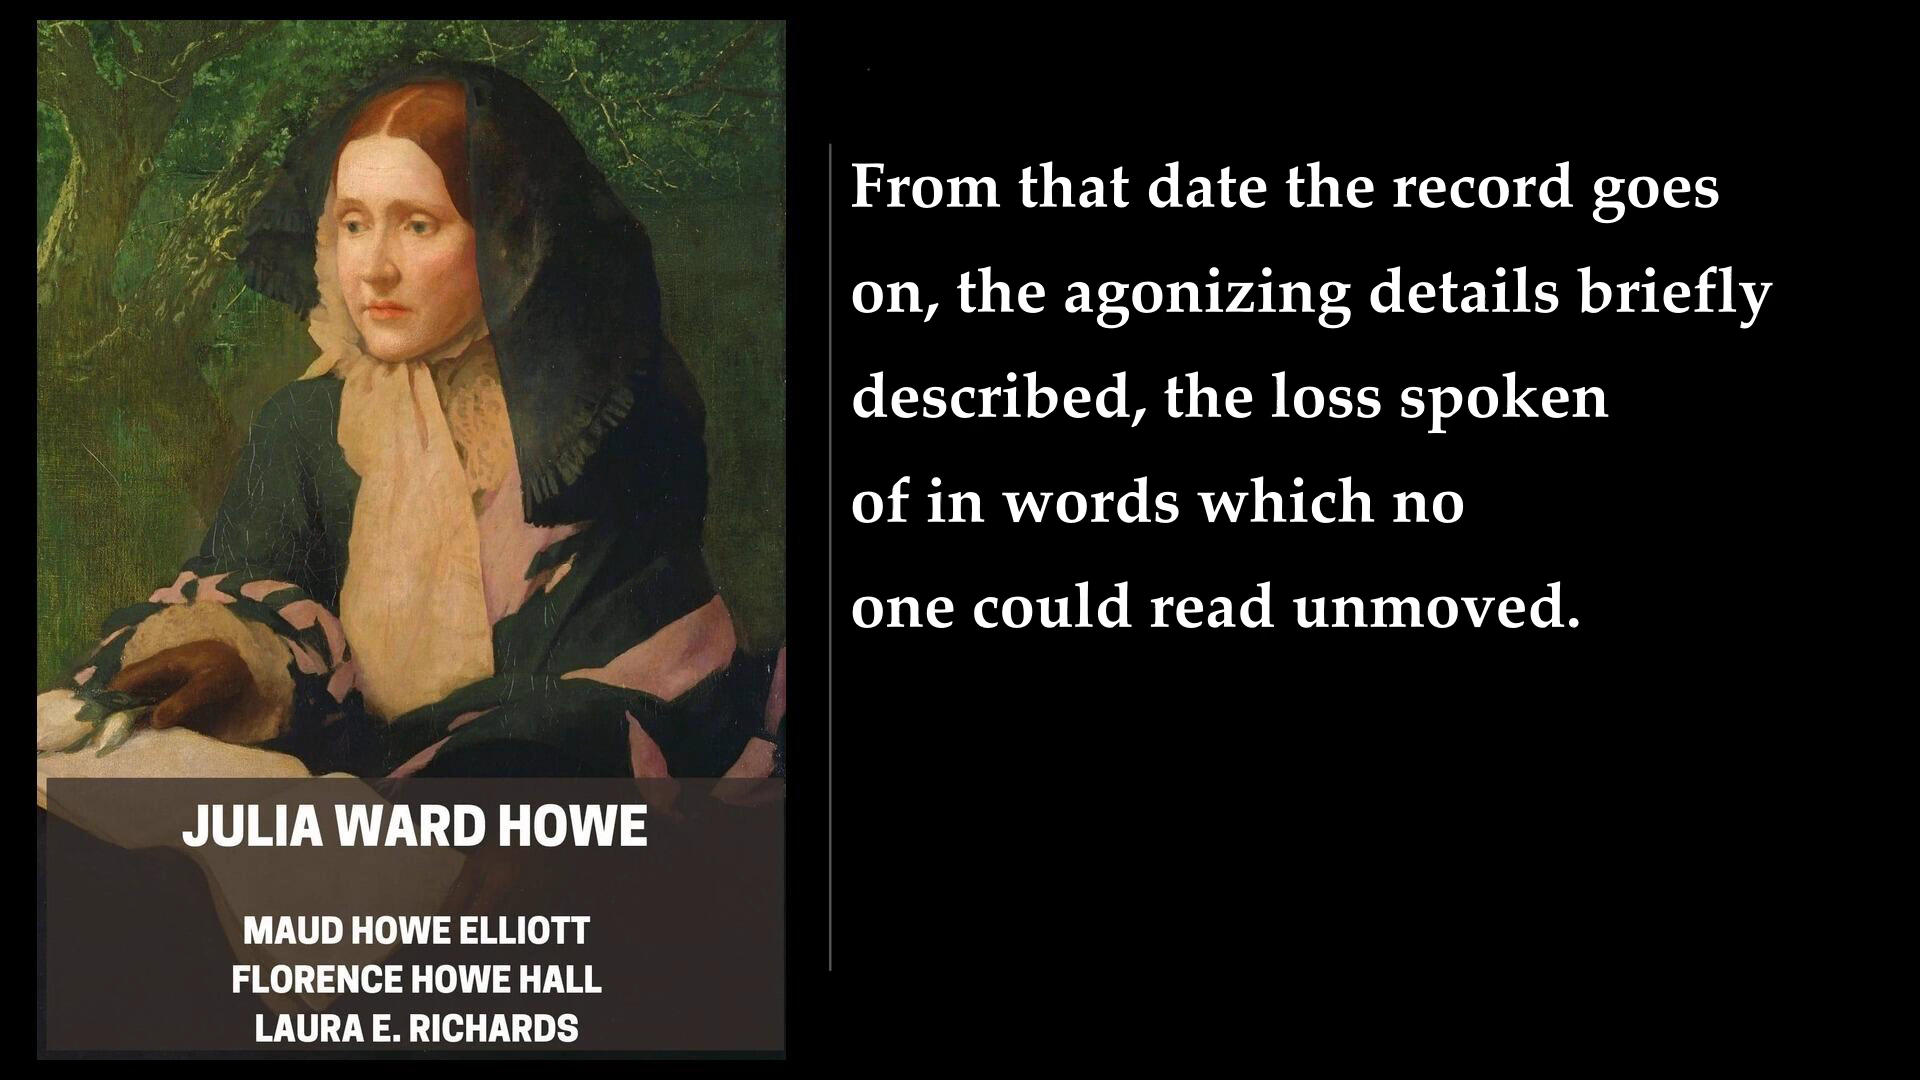 JULIA WARD HOWE
MAUD HOWE ELLIOTT
FLORENCE HOWE HALL
LAURA E. RICHARDS
From that date the record goes
on, the agonizing details briefly
described, the loss spoken
of in words which no
one could read unmoved.